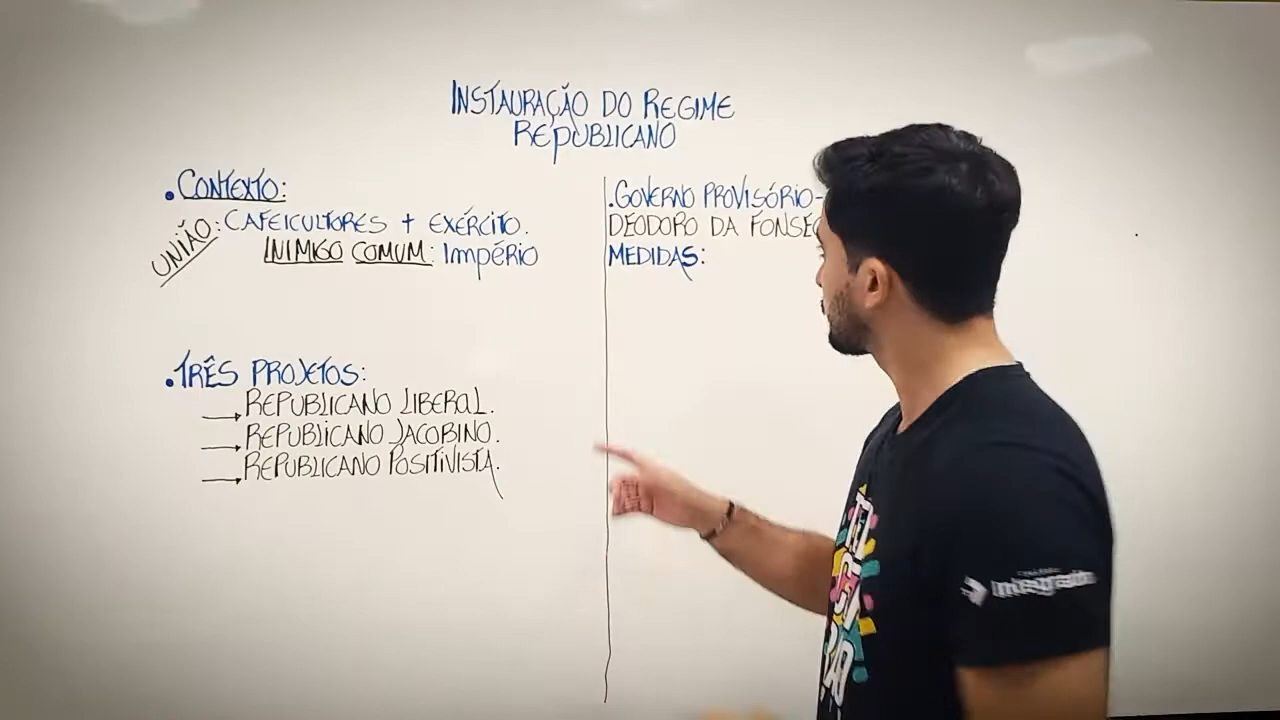 INSTAURAÇÃO DO REGIME
REPUBLICANO
.CONTEXTO:
UNIÃO: CAFEICULTORES + EXÉRCITO.
INIMIGO COMUM: IMPÉRIO
.TRÊS PROJETOS:
→ REPUBLICANO LIBERAL.
→ REPUBLICANO JACOBINO.
→ REPUBLICANO POSITIVISTA.
.GOVERNO PROVISÓRIO-
DEODORO DA FONSEC
MEDIDAS: